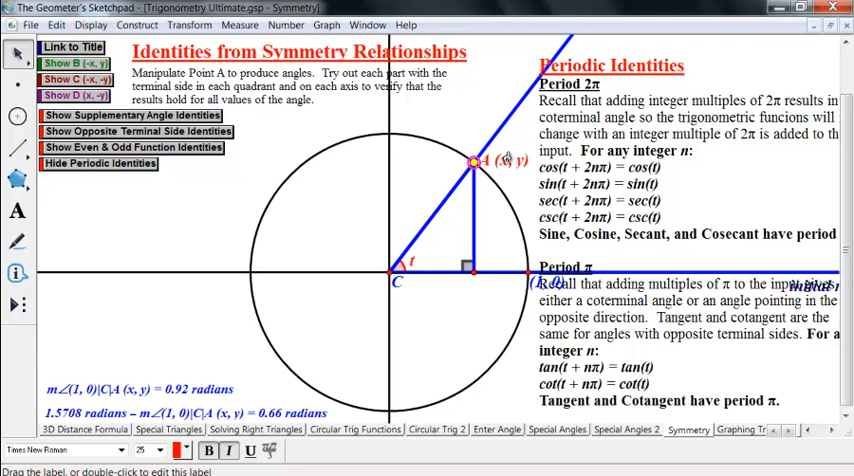 The Geometer's Sketchpad - [Trigonometry Ultimate.gsp - Symmetry]
File Edit Display Construct Transform Measure Number Graph Window Help
Link to Title
Show B (-x, y)
Show C (-x, -y)
Show D (x, -y)
Show Supplementary Angle Identities
Show Opposite Terminal Side Identities
Show Even & Odd Function Identities
Hide Periodic Identities
Identities from Symmetry Relationships
Manipulate Point A to produce angles. Try out each part with the
terminal side in each quadrant and on each axis to verify that the
results hold for all values of the angle.
Periodic Identities
Period 2π
Recall that adding integer multiples of 2π results in
coterminal angle so the trigonometric funcions will
change with an integer multiple of 2π is added to th
input. For any integer n:
cos(t + 2nπ) = cos(t)
sin(t + 2nπ) = sin(t)
sec(t + 2nπ) = sec(t)
csc(t + 2nπ) = csc(t)
Sine, Cosine, Secant, and Cosecant have period
Period π
Recall that adding multiples of π to the input gives
either a coterminal angle or an angle pointing in the
opposite direction. Tangent and cotangent are the
same for angles with opposite terminal sides. For a
integer n:
tan(t + nπ) = tan(t)
cot(t + nπ) = cot(t)
Tangent and Cotangent have period π.
A (x, y)
t
C
(1, 0)
initial
m∠(1, 0)|C|A (x, y) = 0.92 radians
1.5708 radians – m∠(1, 0)|C|A (x, y) = 0.66 radians
3D Distance Formula Special Triangles Solving Right Triangles Circular Trig Functions Circular Trig 2 Enter Angle Special Angles Special Angles 2 Symmetry Graphing Tr
Times New Roman 25 B I U
Drag the label, or double-click to edit this label